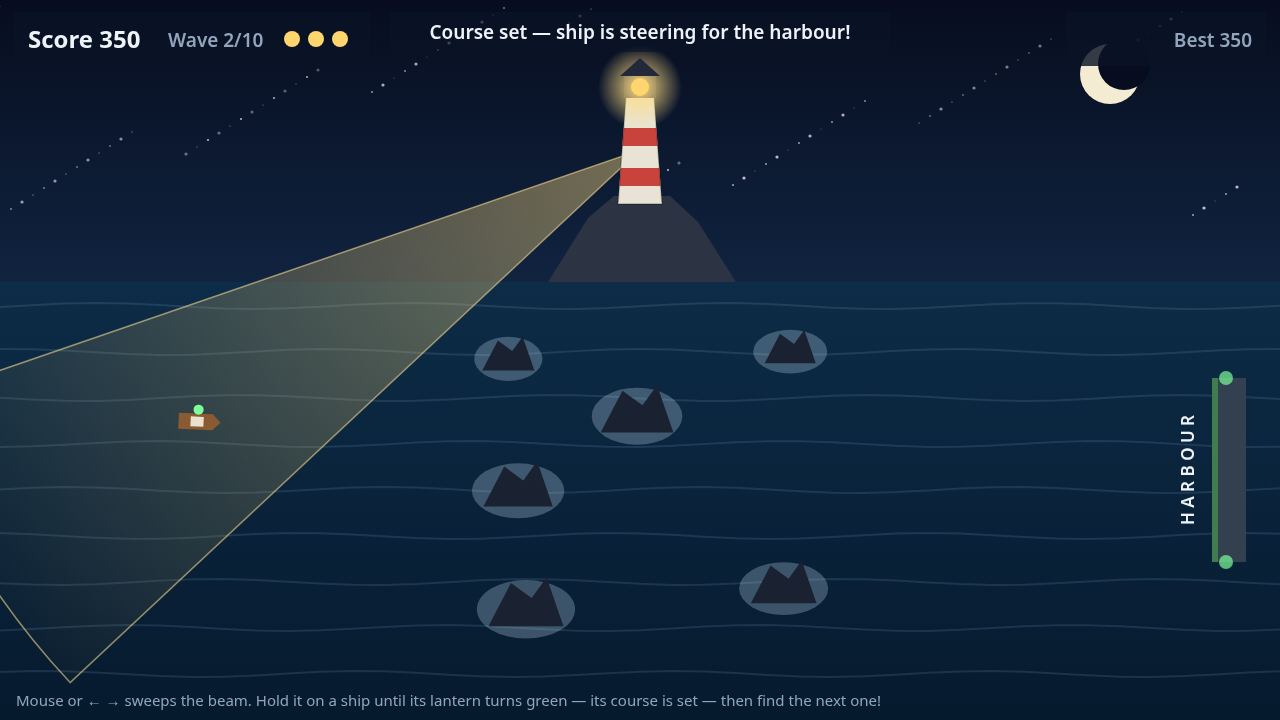 Score 350 Wave 2/10
Course set — ship is steering for the harbour!
Best 350
HARBOUR
Mouse or ← → sweeps the beam. Hold it on a ship until its lantern turns green — its course is set — then find the next one!